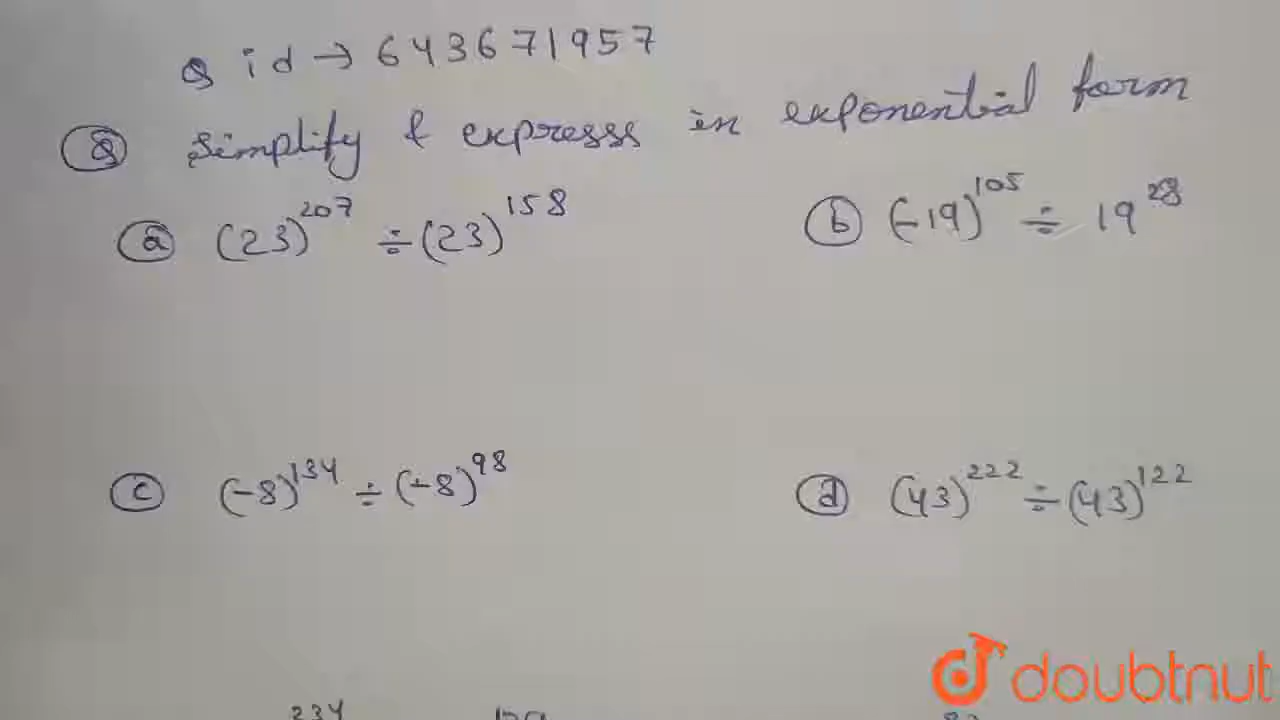 Q id → 643671957
Q Simplify & expresss in exponential form
a (23)^207 ÷ (23)^158
b (-19)^105 ÷ 19^28
c (-8)^134 ÷ (-8)^98
d (43)^222 ÷ (43)^122
234
doubtnut